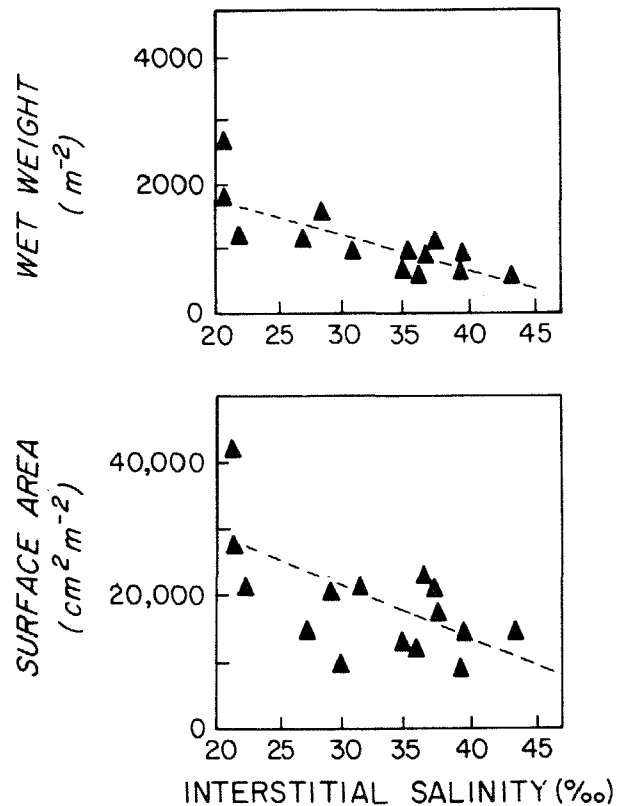 WET WEIGHT
(m⁻²)
4000
2000
0
20 25 30 35 40 45
SURFACE AREA
(cm² m⁻²)
40,000
20,000
0
20 25 30 35 40 45
INTERSTITIAL SALINITY (‰)